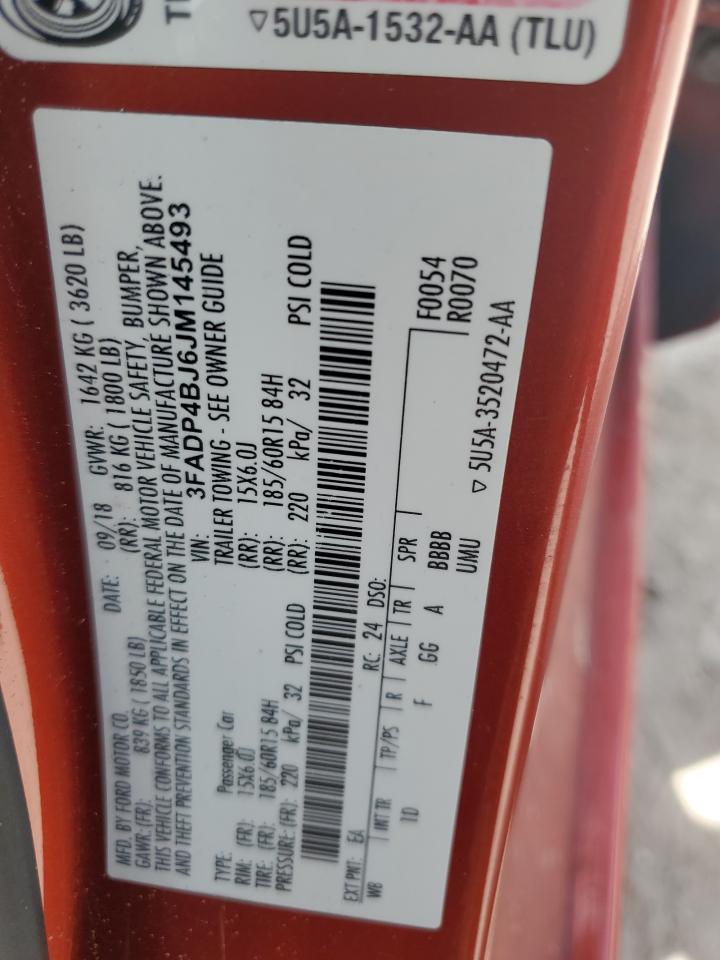 TU
▽5U5A-1532-AA (TLU)
MFD. BY FORD MOTOR CO. DATE: 09/18 GVWR: 1642 KG ( 3620 LB)
GAWR:(FR): 839 KG ( 1850 LB) (RR): 816 KG ( 1800 LB)
THIS VEHICLE CONFORMS TO ALL APPLICABLE FEDERAL MOTOR VEHICLE SAFETY, BUMPER,
AND THEFT PREVENTION STANDARDS IN EFFECT ON THE DATE OF MANUFACTURE SHOWN ABOVE.
VIN: 3FADP4BJ6JM145493
TYPE: Passenger Car TRAILER TOWING - SEE OWNER GUIDE
RIM: (FR): 15X6.0J (RR): 15X6.0J
TIRE: (FR): 185/60R15 84H (RR): 185/60R15 84H
PRESSURE:(FR): 220 kPa/ 32 PSI COLD (RR): 220 kPa/ 32 PSI COLD
EXT PNT: EA RC: 24 DSO: F0054
WB INT TR TP/PS R AXLE TR SPR R0070
1D F GG A BBBB
UMU
▽ 5U5A-3520472-AA